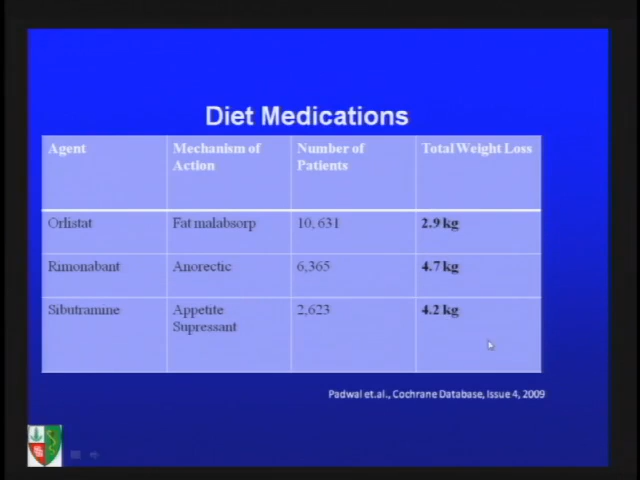 Diet Medications
Agent Mechanism of Action Number of Patients Total Weight Loss
Orlistat Fat malabsorp 10, 631 2.9 kg
Rimonabant Anorectic 6,365 4.7 kg
Sibutramine Appetite Supressant 2,623 4.2 kg
Padwal et.al., Cochrane Database, Issue 4, 2009